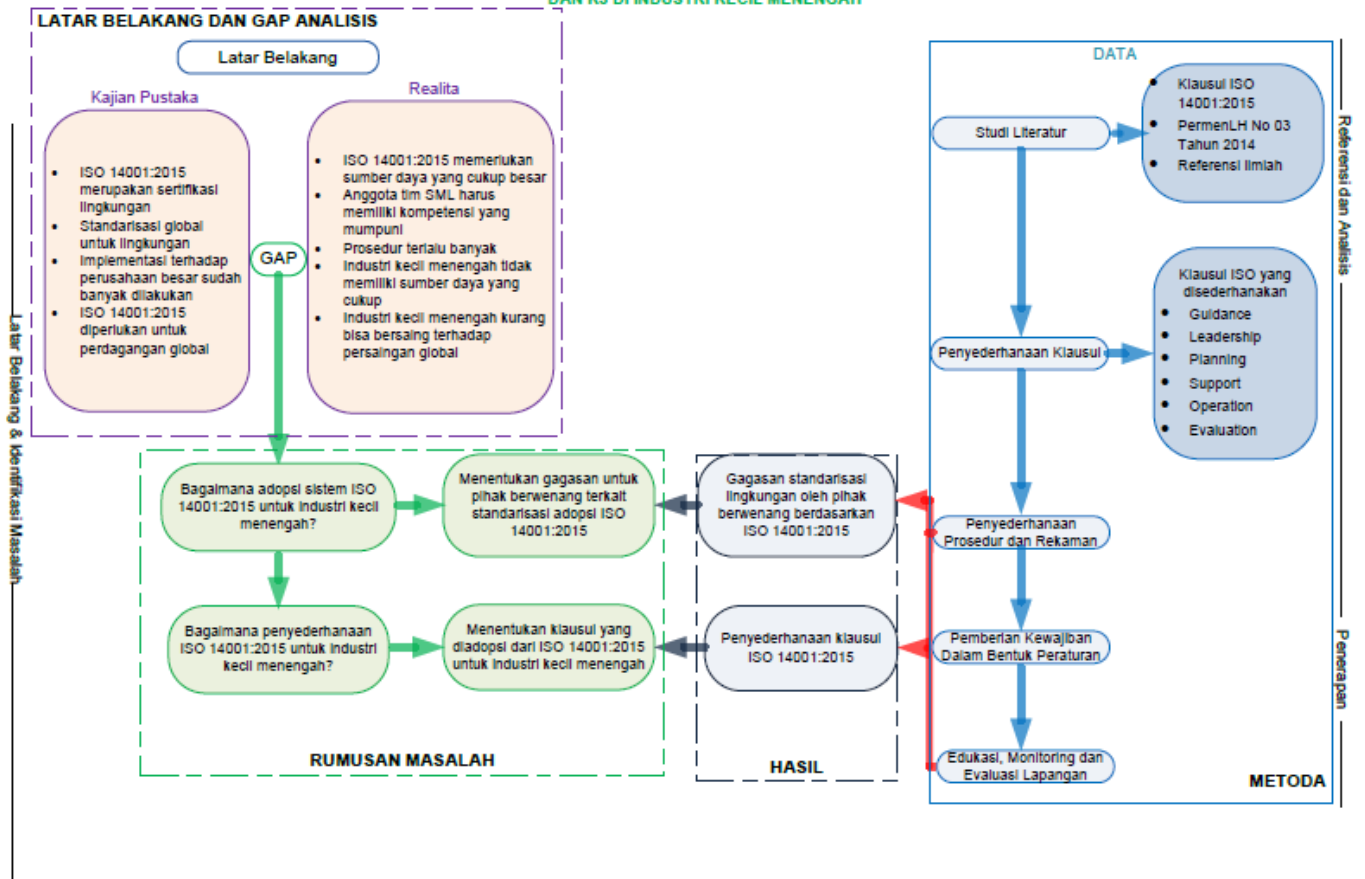 DAN K3 DI INDUSTRI KECIL MENENGAH
LATAR BELAKANG DAN GAP ANALISIS
Latar Belakang
Kajian Pustaka
• ISO 14001:2015
merupakan sertifikasi
lingkungan
• Standarisasi global
untuk lingkungan
• Implementasi terhadap
perusahaan besar sudah
banyak dilakukan
• ISO 14001:2015
diperlukan untuk
perdagangan global
GAP
Realita
• ISO 14001:2015 memerlukan
sumber daya yang cukup besar
• Anggota tim SML harus
memiliki kompetensi yang
mumpuni
• Prosedur terlalu banyak
• Industri kecil menengah tidak
memiliki sumber daya yang
cukup
• Industri kecil menengah kurang
bisa bersaing terhadap
persaingan global
Latar Belakang & Identifikasi Masalah
Bagaimana adopsi sistem ISO
14001:2015 untuk industri kecil
menengah?
Menentukan gagasan untuk
pihak berwenang terkait
standarisasi adopsi ISO
14001:2015
Bagaimana penyederhanaan
ISO 14001:2015 untuk industri
kecil menengah?
Menentukan klausul yang
diadopsi dari ISO 14001:2015
untuk industri kecil menengah
RUMUSAN MASALAH
Gagasan standarisasi
lingkungan oleh pihak
berwenang berdasarkan
ISO 14001:2015
Penyederhanaan klausul
ISO 14001:2015
HASIL
DATA
Studi Literatur
• Klausul ISO
14001:2015
• PermenLH No 03
Tahun 2014
• Referensi Ilmiah
Penyederhanaan Klausul
Klausul ISO yang
disederhanakan
• Guidance
• Leadership
• Planning
• Support
• Operation
• Evaluation
Penyederhanaan
Prosedur dan Rekaman
Pemberian Kewajiban
Dalam Bentuk Peraturan
Edukasi, Monitoring dan
Evaluasi Lapangan
METODA
Referensi dan Analisis
Penerapan